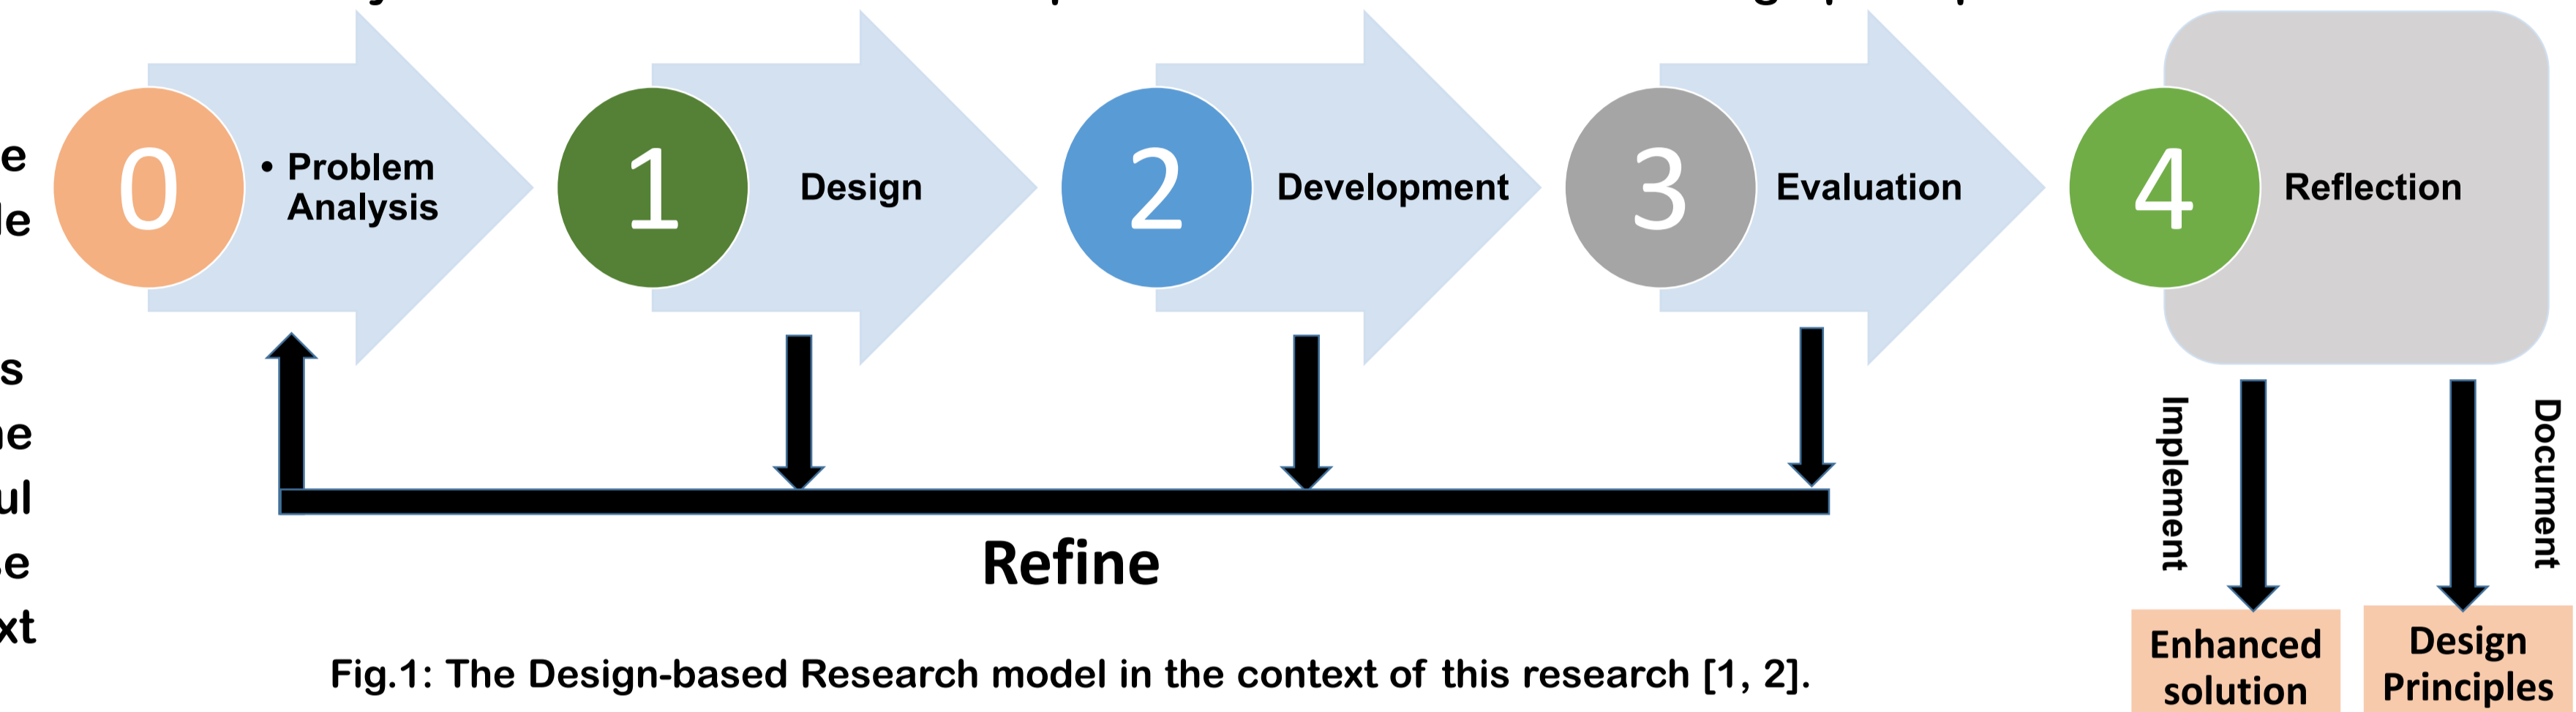 0
• Problem
Analysis
1
Design
2
Development
3
Evaluation
4
Reflection
Implement
Document
Refine
Enhanced
solution
Design
Principles
Fig.1: The Design-based Research model in the context of this research [1, 2].